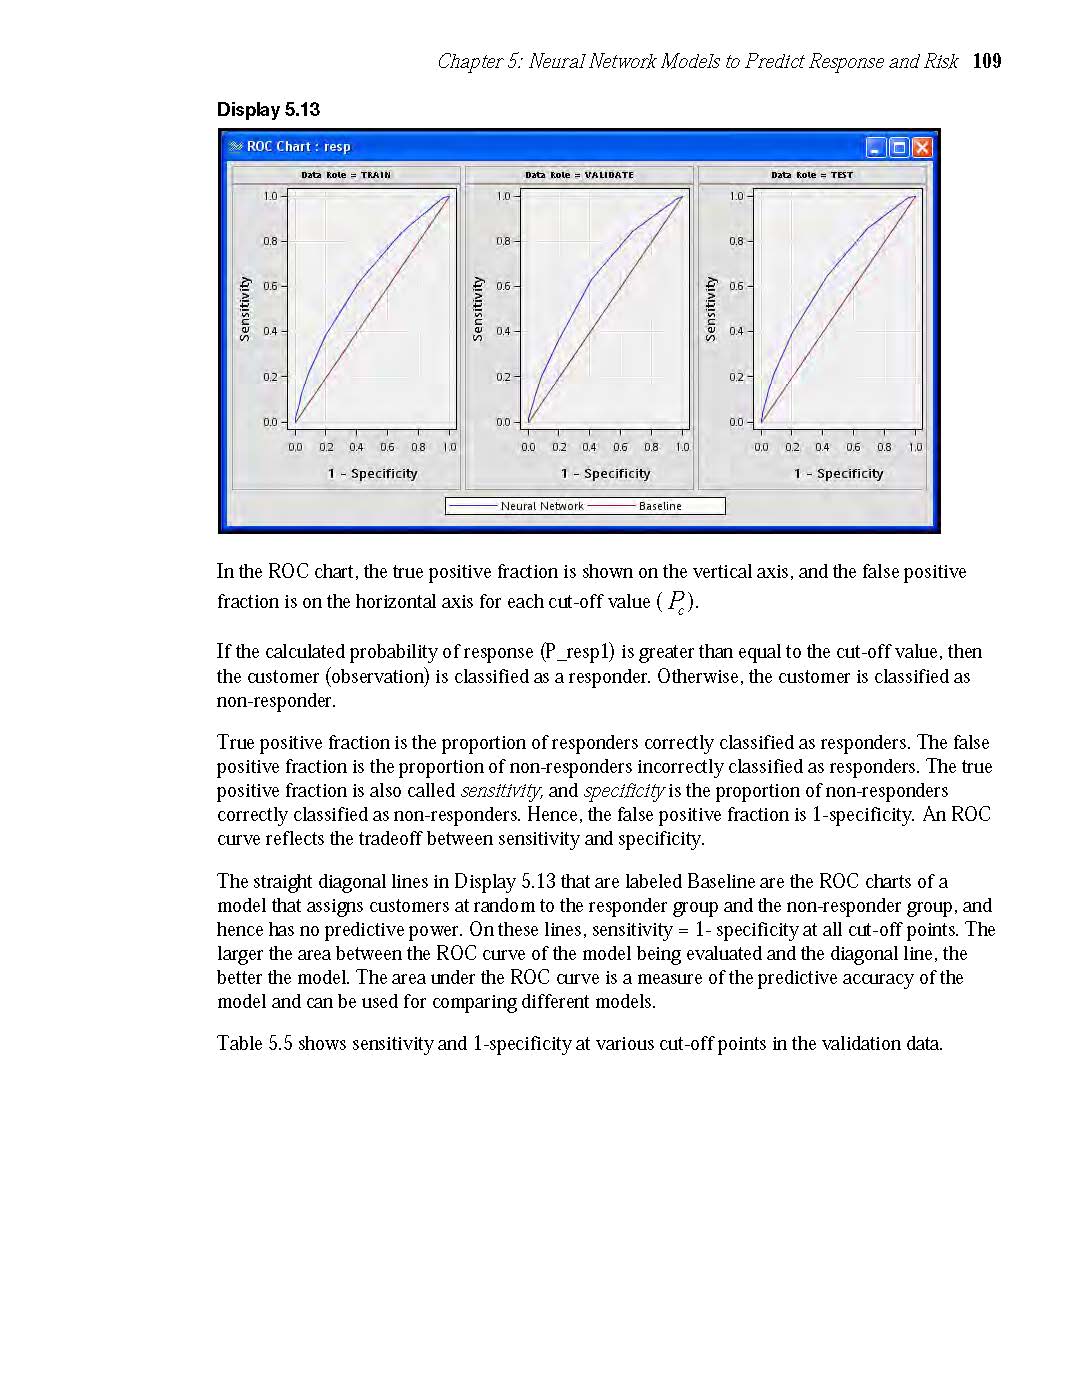 Chapter 5: Neural Network Models to Predict Response and Risk 109
Display 5.13
ROC Chart : resp
Data Role = TRAIN
Data Role = VALIDATE
Data Role = TEST
1.0
0.8
0.6
0.4
0.2
0.0
Sensitivity
0.0 0.2 0.4 0.6 0.8 1.0
1 - Specificity
1.0
0.8
0.6
0.4
0.2
0.0
Sensitivity
0.0 0.2 0.4 0.6 0.8 1.0
1 - Specificity
1.0
0.8
0.6
0.4
0.2
0.0
Sensitivity
0.0 0.2 0.4 0.6 0.8 1.0
1 - Specificity
Neural Network Baseline
In the ROC chart, the true positive fraction is shown on the vertical axis, and the false positive
fraction is on the horizontal axis for each cut-off value ( Pc).
If the calculated probability of response (P_resp1) is greater than equal to the cut-off value, then
the customer (observation) is classified as a responder. Otherwise, the customer is classified as
non-responder.
True positive fraction is the proportion of responders correctly classified as responders. The false
positive fraction is the proportion of non-responders incorrectly classified as responders. The true
positive fraction is also called sensitivity, and specificity is the proportion of non-responders
correctly classified as non-responders. Hence, the false positive fraction is 1-specificity. An ROC
curve reflects the tradeoff between sensitivity and specificity.
The straight diagonal lines in Display 5.13 that are labeled Baseline are the ROC charts of a
model that assigns customers at random to the responder group and the non-responder group, and
hence has no predictive power. On these lines, sensitivity = 1- specificity at all cut-off points. The
larger the area between the ROC curve of the model being evaluated and the diagonal line, the
better the model. The area under the ROC curve is a measure of the predictive accuracy of the
model and can be used for comparing different models.
Table 5.5 shows sensitivity and 1-specificity at various cut-off points in the validation data.